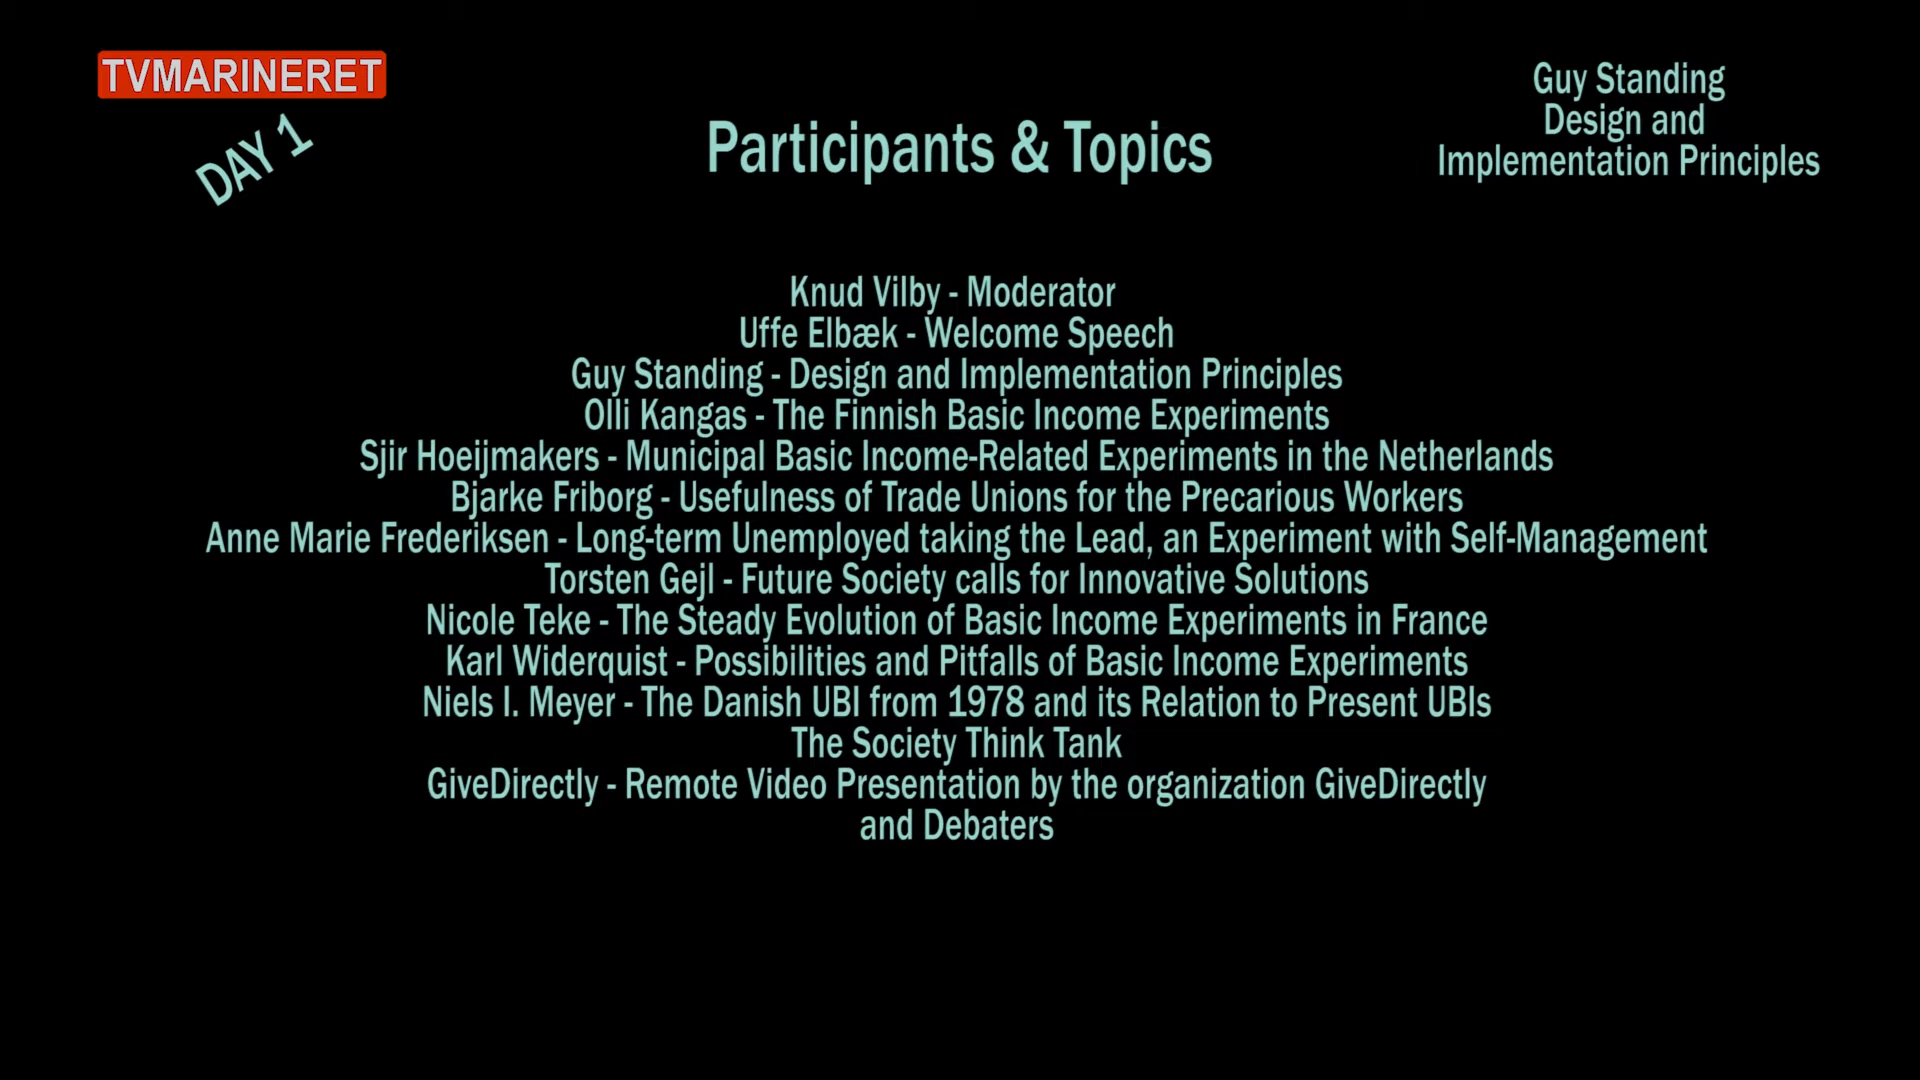 TVMARINERET
DAY 1
Participants & Topics
Guy Standing
Design and
Implementation Principles
Knud Vilby - Moderator
Uffe Elbæk - Welcome Speech
Guy Standing - Design and Implementation Principles
Olli Kangas - The Finnish Basic Income Experiments
Sjir Hoeijmakers - Municipal Basic Income-Related Experiments in the Netherlands
Bjarke Friborg - Usefulness of Trade Unions for the Precarious Workers
Anne Marie Frederiksen - Long-term Unemployed taking the Lead, an Experiment with Self-Management
Torsten Gejl - Future Society calls for Innovative Solutions
Nicole Teke - The Steady Evolution of Basic Income Experiments in France
Karl Widerquist - Possibilities and Pitfalls of Basic Income Experiments
Niels I. Meyer - The Danish UBI from 1978 and its Relation to Present UBIs
The Society Think Tank
GiveDirectly - Remote Video Presentation by the organization GiveDirectly
and Debaters